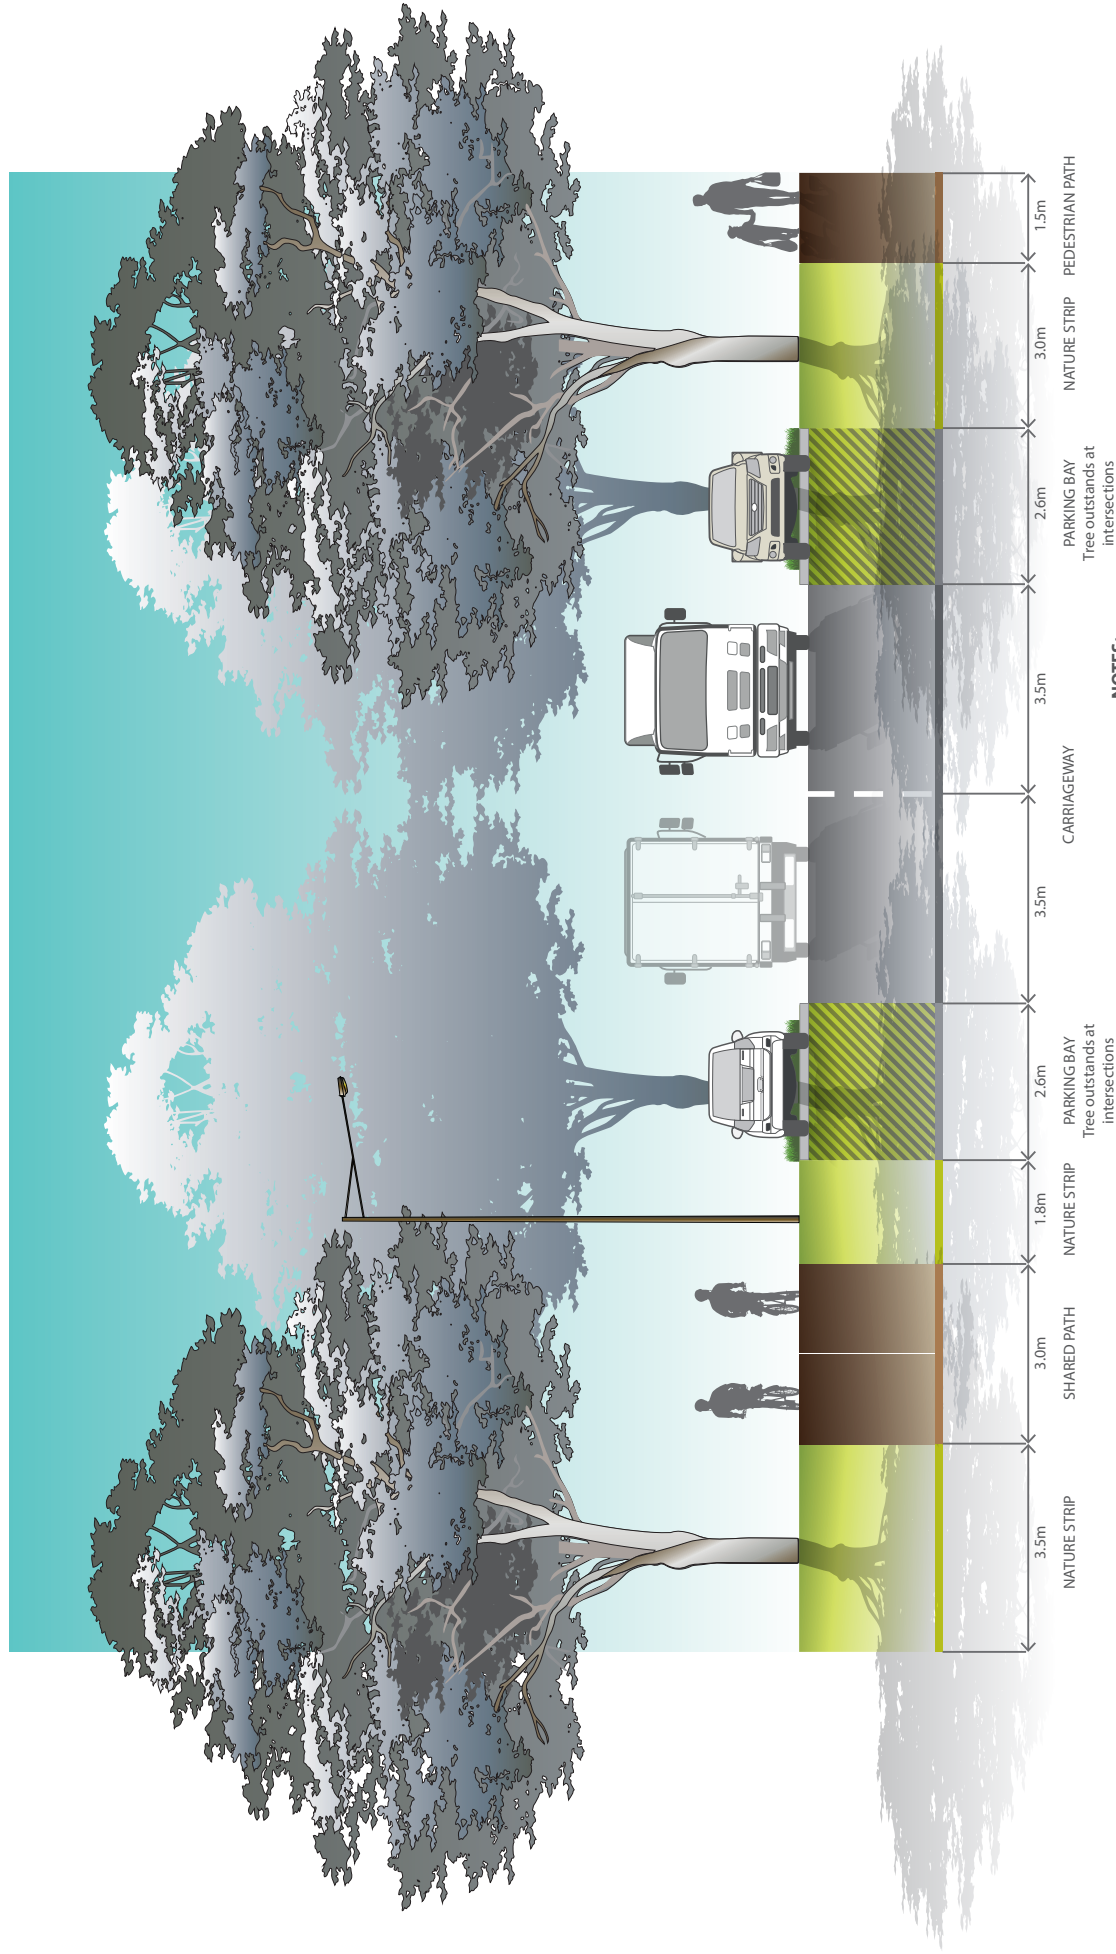 3.5m
3.0m
1.8m
2.6m
3.5m
3.5m
2.6m
3.0m
1.5m
NATURE STRIP
SHARED PATH
NATURE STRIP
PARKING BAY
Tree outstands at
intersections
CARRIAGEWAY
PARKING BAY
Tree outstands at
intersections
NATURE STRIP
PEDESTRIAN PATH
NOTES: